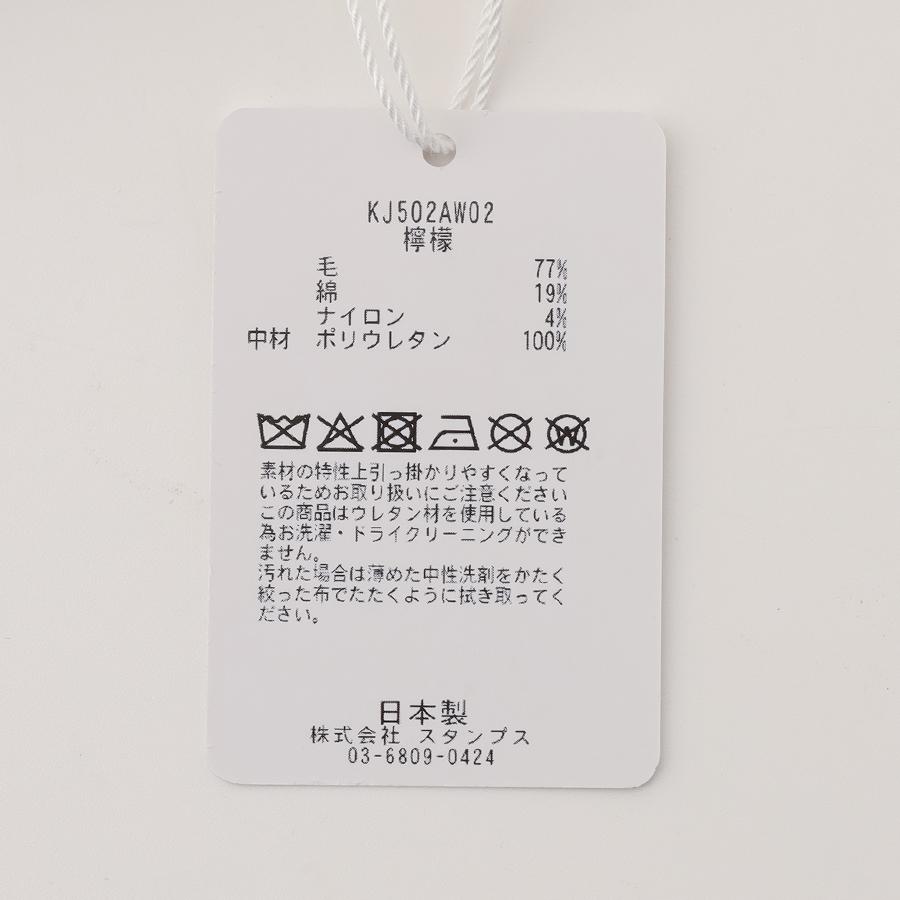 KJ502AW02
檸檬
毛 77%
綿 19%
ナイロン 4%
中材 ポリウレタン 100%
W
素材の特性上引っ掛かりやすくなって
いるためお取り扱いにご注意ください
この商品はウレタン材を使用している
為お洗濯・ドライクリーニングができ
ません。
汚れた場合は薄めた中性洗剤をかたく
絞った布でたたくように拭き取ってく
ださい。
日本製
株式会社 スタンプス
03-6809-0424